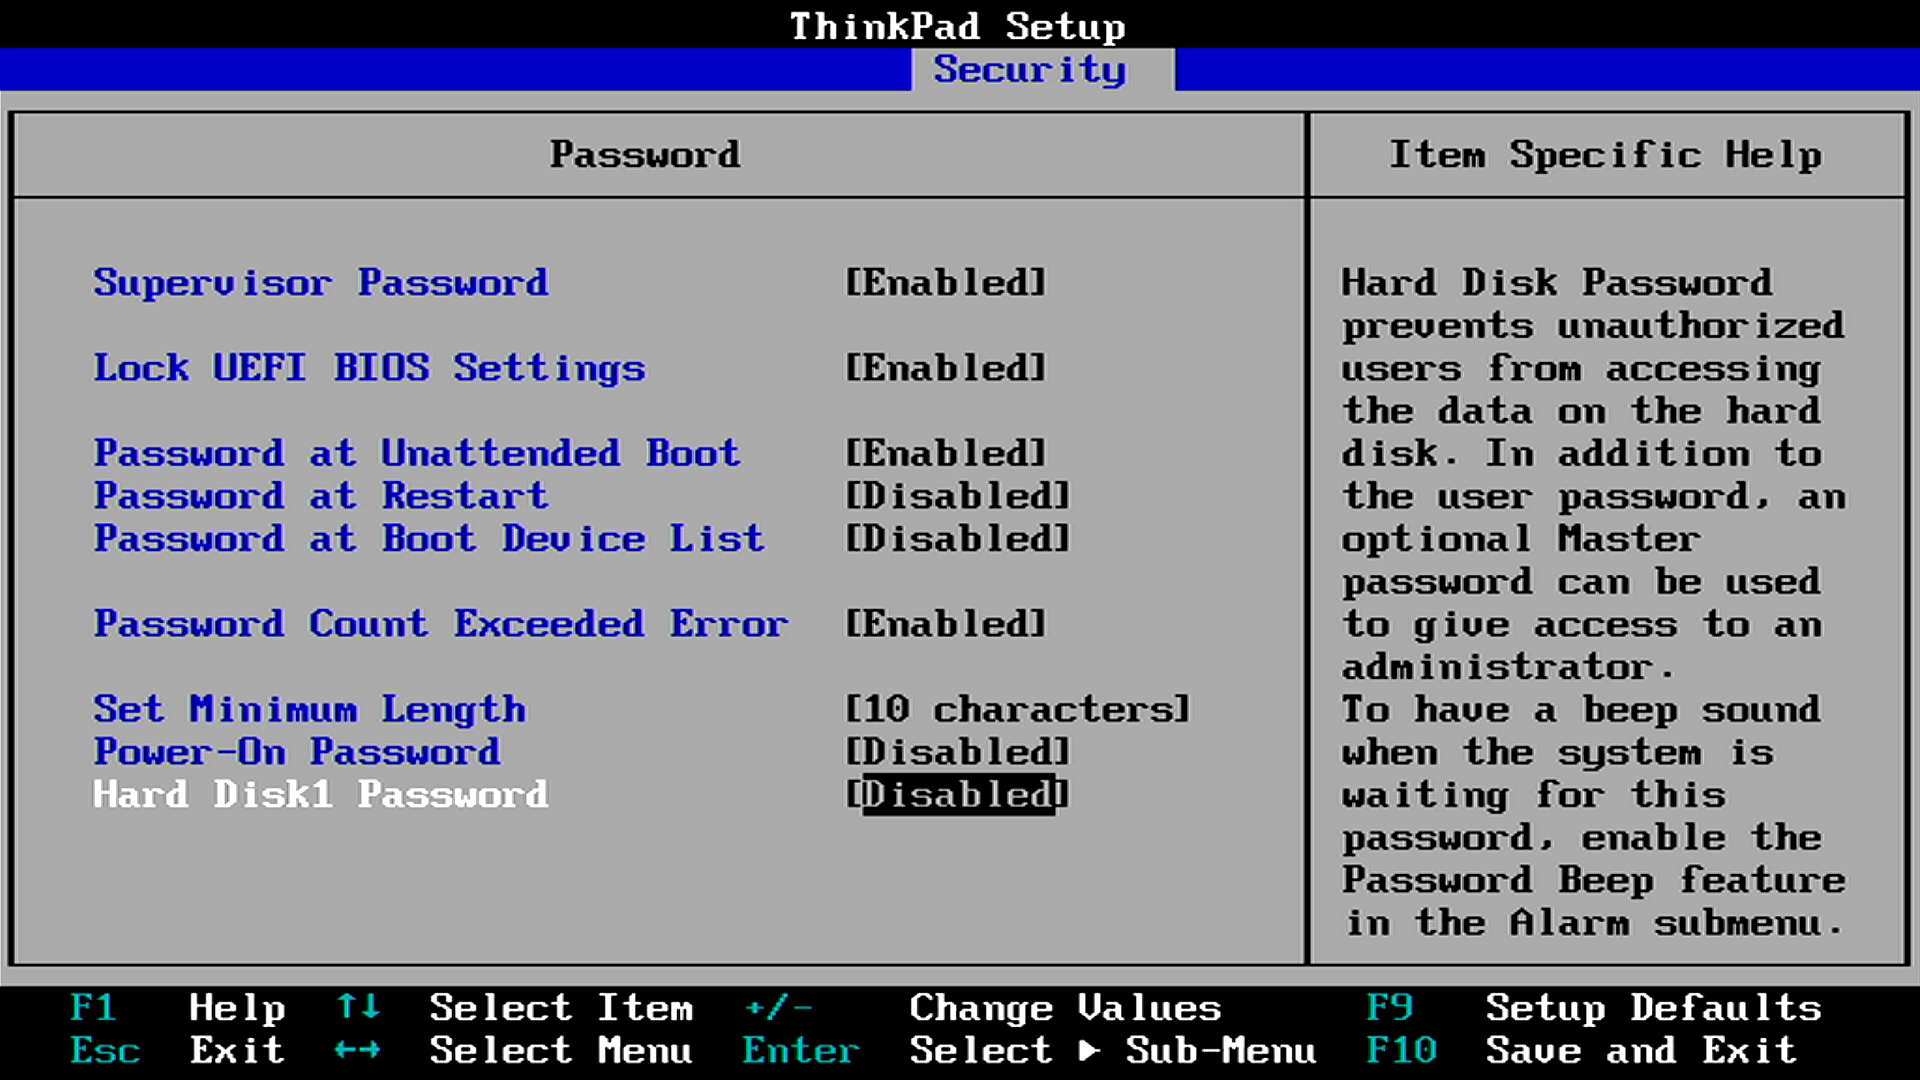 ThinkPad Setup
Security
Password
Item Specific Help
Supervisor Password [Enabled]
Lock UEFI BIOS Settings [Enabled]
Password at Unattended Boot [Enabled]
Password at Restart [Disabled]
Password at Boot Device List [Disabled]
Password Count Exceeded Error [Enabled]
Set Minimum Length [10 characters]
Power-On Password [Disabled]
Hard Disk1 Password [Disabled]
Hard Disk Password
prevents unauthorized
users from accessing
the data on the hard
disk. In addition to
the user password, an
optional Master
password can be used
to give access to an
administrator.
To have a beep sound
when the system is
waiting for this
password, enable the
Password Beep feature
in the Alarm submenu.
F1 Help ↑↓ Select Item +/- Change Values F9 Setup Defaults
Esc Exit ←→ Select Menu Enter Select ▶ Sub-Menu F10 Save and Exit